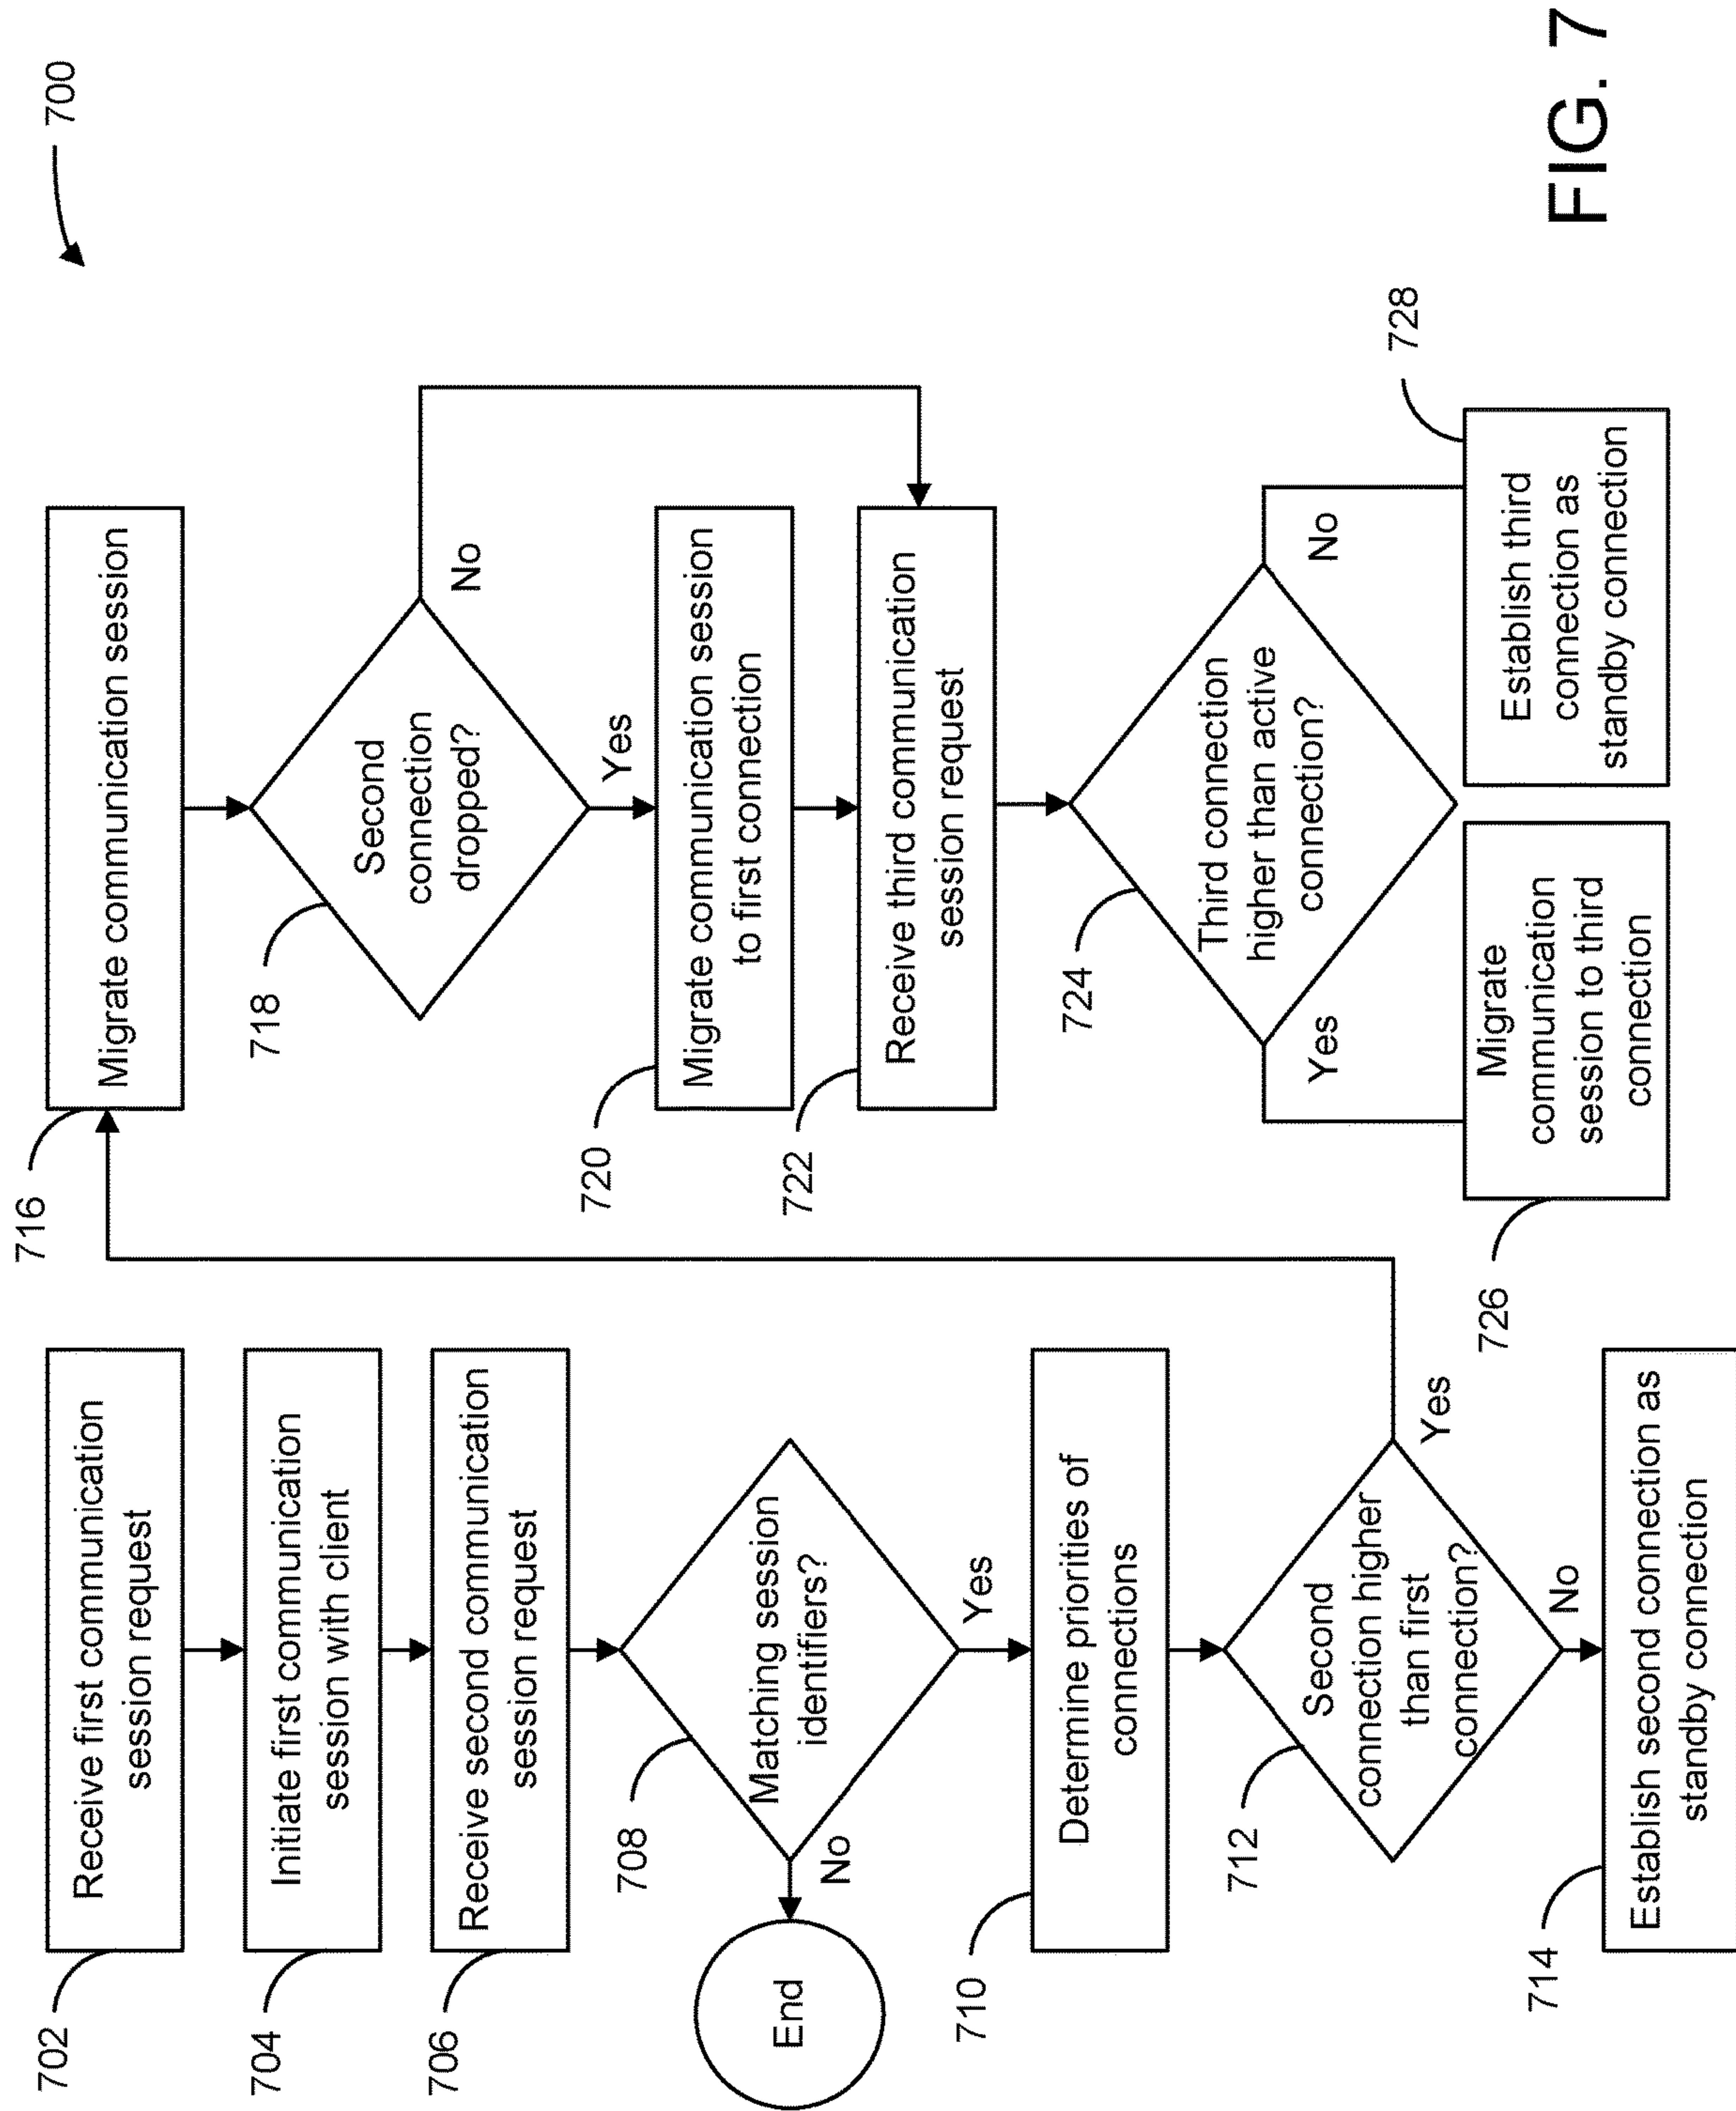 700
702
Receive first communication
session request
704
Initiate first communication
session with client
706
Receive second communication
session request
708
Matching session
identifiers?
No
End
Yes
710
Determine priorities of
connections
712
Second
connection higher
than first
connection?
Yes
No
714
Establish second connection as
standby connection
716
Migrate communication session
718
Second
connection
dropped?
No
Yes
720
Migrate communication session
to first connection
722
Receive third communication
session request
724
Third connection
higher than active
connection?
Yes
No
726
Migrate
communication
session to third
connection
728
Establish third
connection as
standby connection
FIG. 7